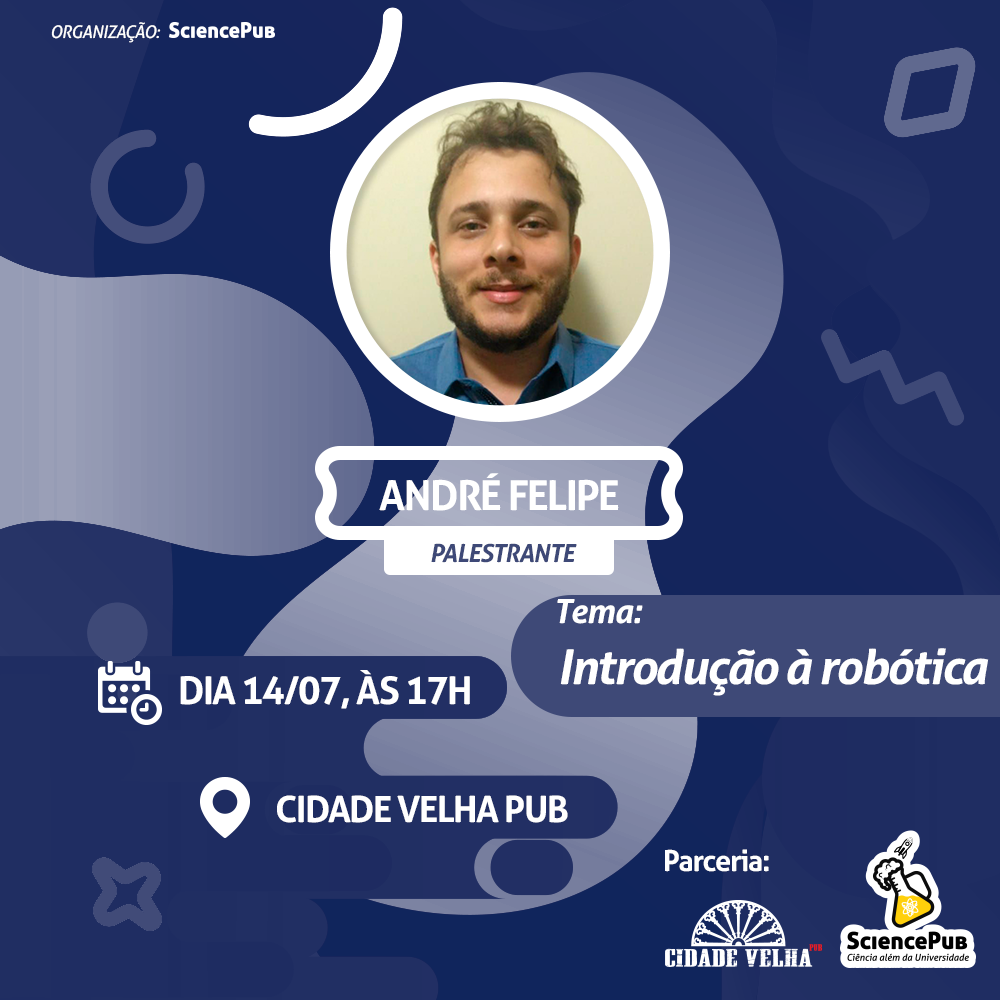 ORGANIZAÇÃO: SCIENCEPUB
ANDRÉ FELIPE
PALESTRANTE
Tema:
Introdução à robótica
DIA 14/07, ÀS 17H
CIDADE VELHA PUB
Parceria:
CIDADE VELHA PUB
SCIENCEPUB
Ciência além da Universidade